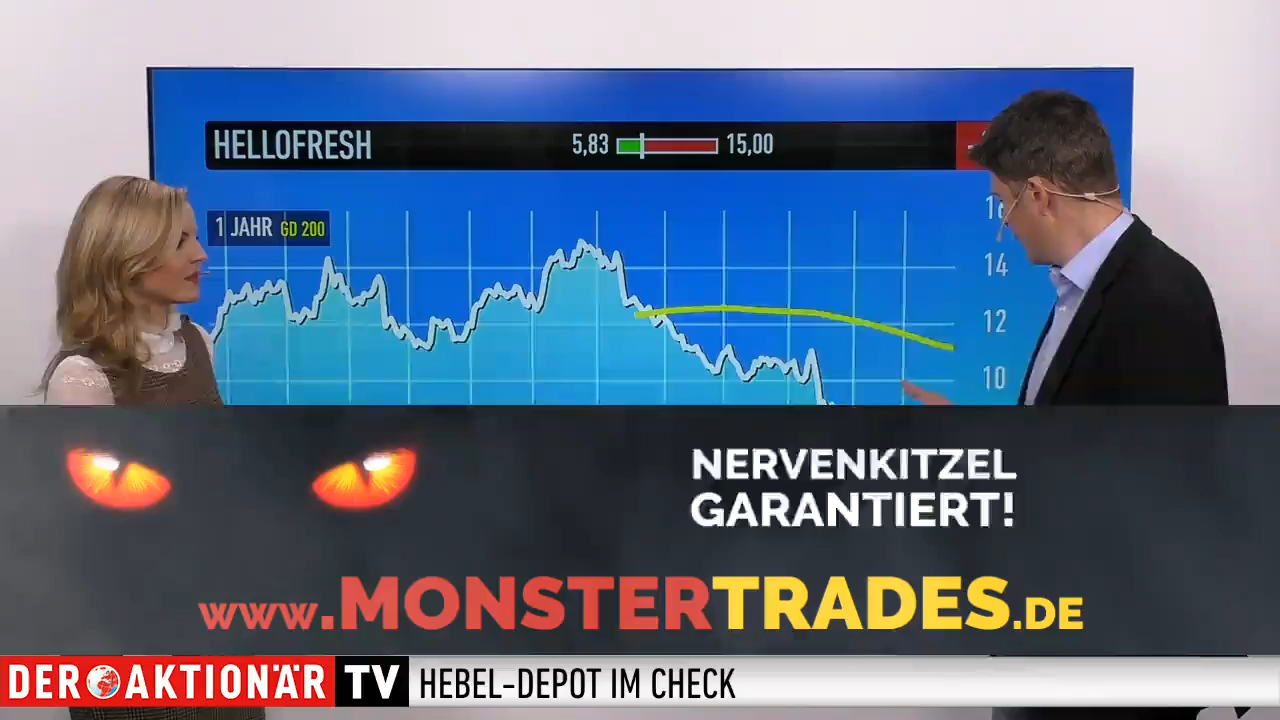 HELLOFRESH
5,83 15,00
1 JAHR GD 200
14
12
10
NERVENKITZEL
GARANTIERT!
www.MONSTERTRADES.DE
DER AKTIONÄR TV HEBEL-DEPOT IM CHECK